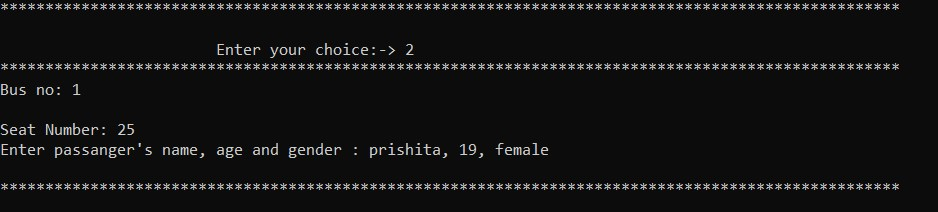 ****************************************************************************************************
Enter your choice:-> 2
****************************************************************************************************
Bus no: 1
Seat Number: 25
Enter passanger's name, age and gender : prishita, 19, female
****************************************************************************************************